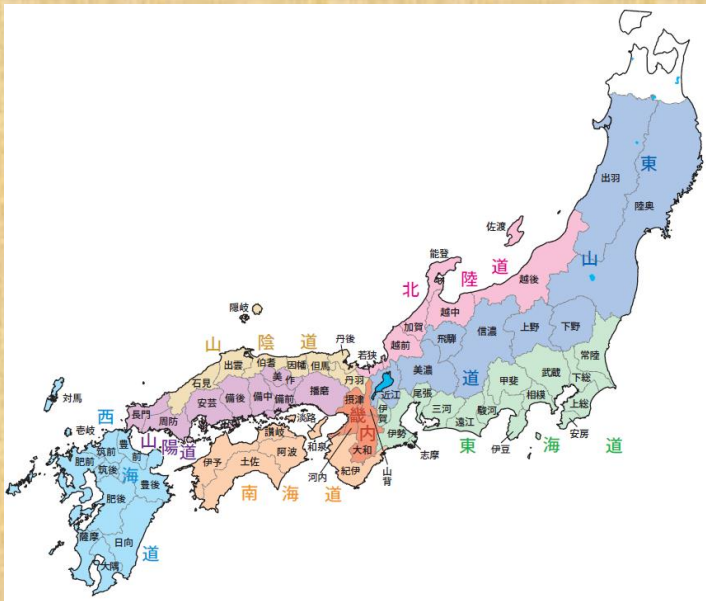 東
山
道
北
陸
道
山
陰
道
山
陽
道
東
海
道
南
海
道
西
海
道
畿
内
出羽
陸奥
佐渡
能登
越後
越中
加賀
越前
飛騨
信濃
上野
下野
常陸
美濃
近江
若狭
丹後
隠岐
出雲
伯耆
因幡
但馬
丹羽
石見
美作
播磨
備前
備中
備後
安芸
周防
長門
尾張
三河
遠江
駿河
甲斐
相模
武蔵
下総
上総
安房
伊豆
伊賀
伊勢
志摩
摂津
大和
山背
河内
和泉
紀伊
淡路
讃岐
阿波
土佐
伊予
対馬
壱岐
筑前
豊前
肥前
筑後
豊後
肥後
日向
薩摩
大隅